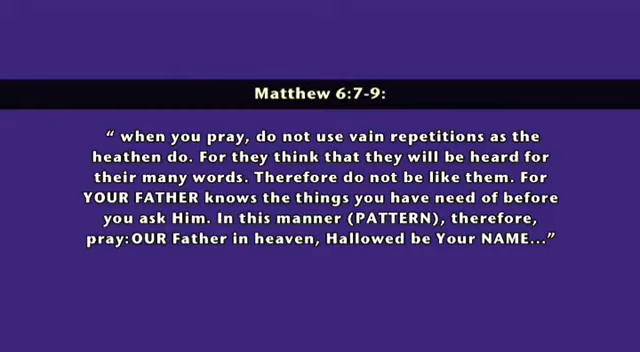 Matthew 6:7-9:
“ when you pray, do not use vain repetitions as the
heathen do. For they think that they will be heard for
their many words. Therefore do not be like them. For
YOUR FATHER knows the things you have need of before
you ask Him. In this manner (PATTERN), therefore,
pray:OUR Father in heaven, Hallowed be Your NAME...”